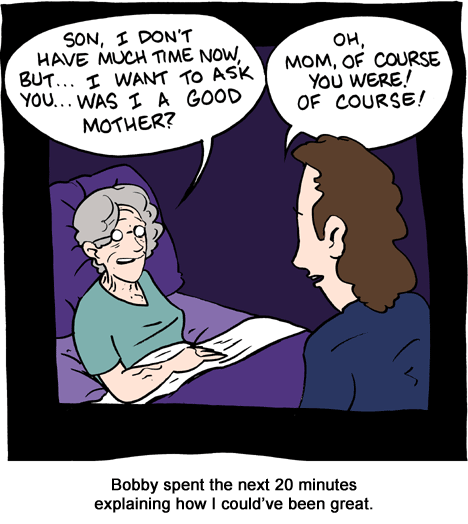 SON, I DON'T
HAVE MUCH TIME NOW,
BUT... I WANT TO ASK
YOU...WAS I A GOOD
MOTHER?
OH,
MOM, OF COURSE
YOU WERE!
OF COURSE!
Bobby spent the next 20 minutes
explaining how I could've been great.